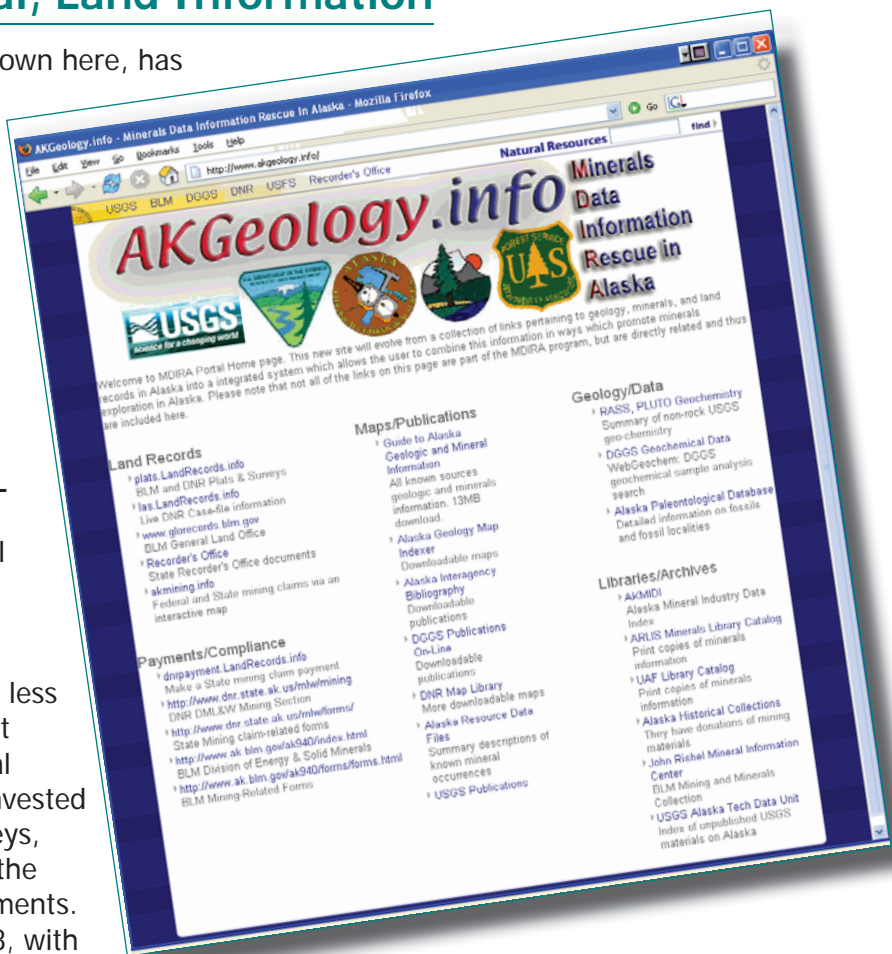 al, Land Information
own here, has
-
l
less
t
al
nvested
eys,
the
ments.
3, with
AKGeology.info - Minerals Data Information Rescue In Alaska - Mozilla Firefox
File Edit View Go Bookmarks Tools Help
http://www.akgeology.info/
Go
USGS BLM DGGS DNR USFS Recorder's Office
Natural Resources
find
AKGeology.info
Minerals
Data
Information
Rescue in
Alaska
USGS
science for a changing world
U.S. DEPARTMENT OF THE INTERIOR
ALASKA
FOREST SERVICE
U S
DEPARTMENT OF AGRICULTURE
Welcome to MDIRA Portal Home page. This new site will evolve from a collection of links pertaining to geology, minerals, and land
records in Alaska into a integrated system which allows the user to combine this information in ways which promote minerals
exploration in Alaska. Please note that not all of the links on this page are part of the MDIRA program, but are directly related and thus
are included here.
Land Records
plats.LandRecords.info
BLM and DNR Plats & Surveys
las.LandRecords.info
Live DNR Case-file information
www.glorecords.blm.gov
BLM General Land Office
Recorder's Office
State Recorder's Office documents
akmining.info
Federal and State mining claims via an
interactive map
Payments/Compliance
dnrpayment.LandRecords.info
Make a State mining claim payment
http://www.dnr.state.ak.us/mlw/mining
DNR DML&W Mining Section
http://www.dnr.state.ak.us/mlw/forms/
State Mining claim-related forms
http://www.ak.blm.gov/ak940/index.html
BLM Division of Energy & Solid Minerals
http://www.ak.blm.gov/ak940/forms/forms.html
BLM Mining-Related Forms
Maps/Publications
Guide to Alaska
Geologic and Mineral
Information
All known sources
geologic and minerals
information. 13MB
download.
Alaska Geology Map
Indexer
Downloadable maps
Alaska Interagency
Bibliography
Downloadable
publications
DGGS Publications
On-Line
Downloadable
publications
DNR Map Library
More downloadable maps
Alaska Resource Data
Files
Summary descriptions of
known mineral
occurrences
USGS Publications
Geology/Data
RASS, PLUTO Geochemistry
Summary of non-rock USGS
geo-chemistry
DGGS Geochemical Data
WebGeochem: DGGS
geochemical sample analysis
search
Alaska Paleontological Database
Detailed information on fossils
and fossil localities
Libraries/Archives
AKMIDI
Alaska Mineral Industry Data
Index
ARLIS Minerals Library Catalog
Print copies of minerals
information
UAF Library Catalog
Print copies of minerals
information
Alaska Historical Collections
They have donations of mining
materials
John Rishel Mineral Information
Center
BLM Mining and Minerals
Collection
USGS Alaska Tech Data Unit
Index of unpublished USGS
materials on Alaska